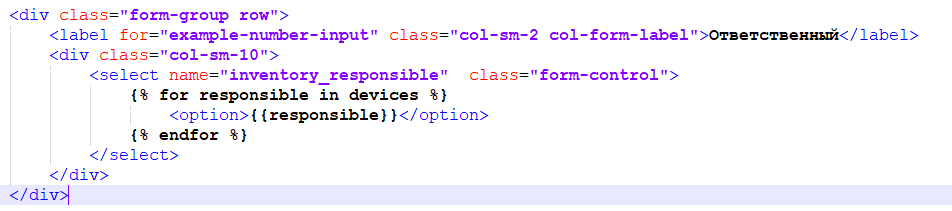 <div class="form-group row">
<label for="example-number-input" class="col-sm-2 col-form-label">Ответственный</label>
<div class="col-sm-10">
<select name="inventory_responsible"  class="form-control">
{% for responsible in devices %}
<option>{{responsible}}</option>
{% endfor %}
</select>
</div>
</div>